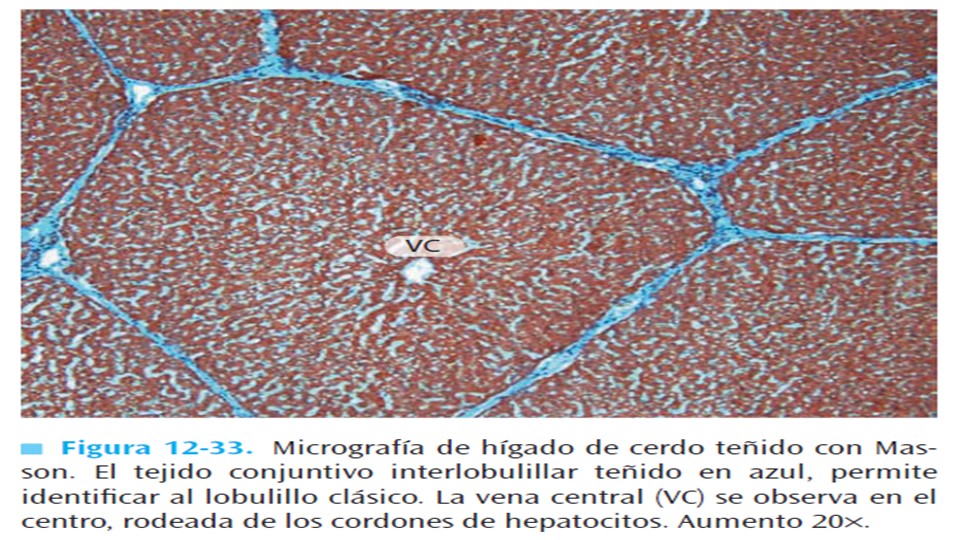 VC
Figura 12-33. Micrografía de hígado de cerdo teñido con Mas-
son. El tejido conjuntivo interlobulillar teñido en azul, permite
identificar al lobulillo clásico. La vena central (VC) se observa en el
centro, rodeada de los cordones de hepatocitos. Aumento 20×.